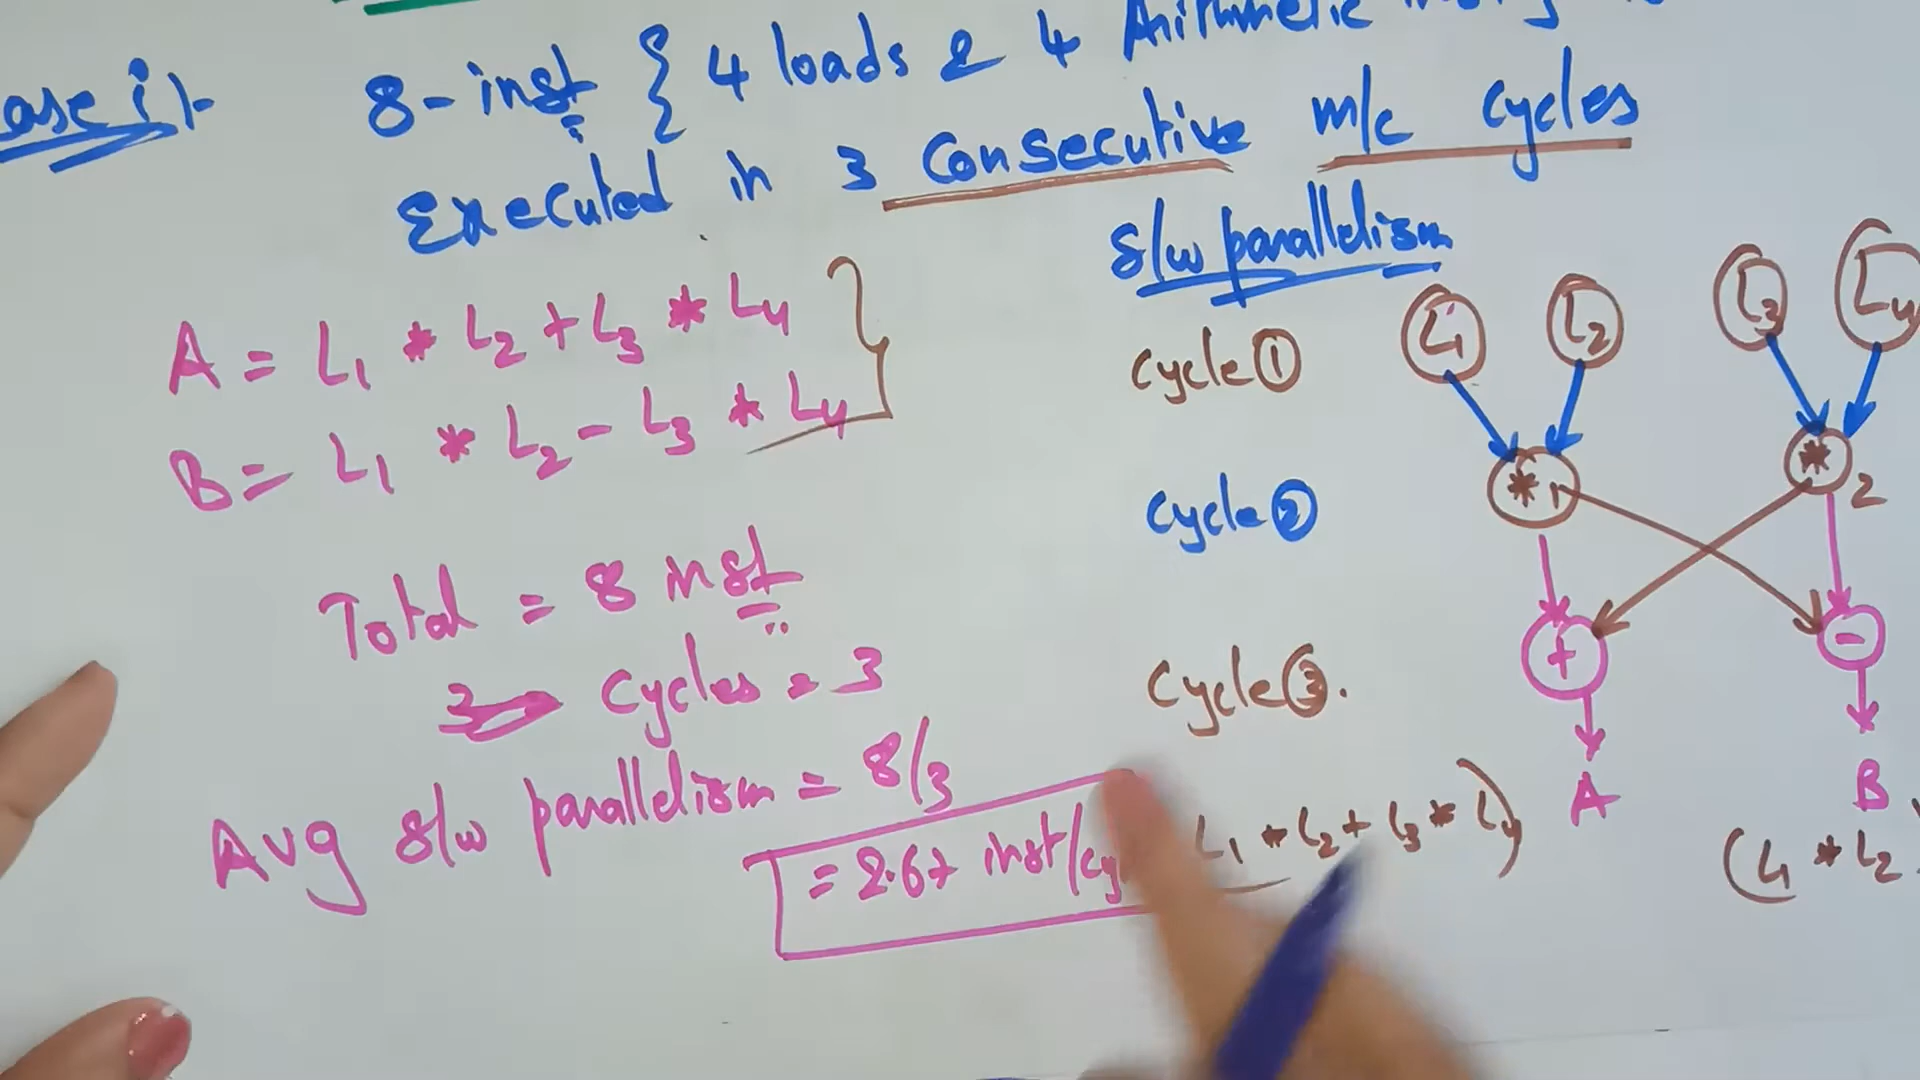 ase i):- 8-inst { 4 loads & 4 Arithmetic
Executed in 3 Consecutive m/c cycles
s/w parallelism
A = L1 * L2 + L3 * L4
B = L1 * L2 - L3 * L4
Total = 8 inst
Cycles = 3
Avg s/w parallelism = 8/3
= 2.67 inst/cy
cycle ① L1 L2 L3 L4
cycle ② *1 *2
cycle ③. + -
A B
L1 * L2 + L3 * L4)
(L1 * L2